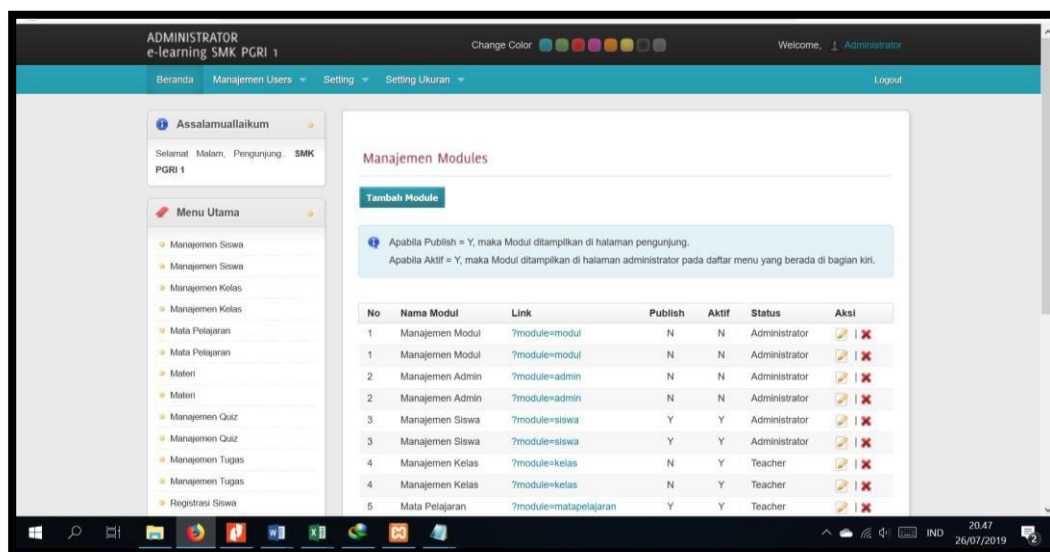 ADMINISTRATOR
e-learning SMK PGRI 1
Change Color
Welcome, Administrator
Beranda Manajemen Users Setting Setting Ukuran Logout
Assalamuallaikum
Selamat Malam, Pengunjung. SMK
PGRI 1
Menu Utama
Manajemen Siswa
Manajemen Siswa
Manajemen Kelas
Manajemen Kelas
Mata Pelajaran
Mata Pelajaran
Materi
Materi
Manajemen Quiz
Manajemen Quiz
Manajemen Tugas
Manajemen Tugas
Registrasi Siswa
Manajemen Modules
Tambah Module
Apabila Publish = Y, maka Modul ditampilkan di halaman pengunjung.
Apabila Aktif = Y, maka Modul ditampilkan di halaman administrator pada daftar menu yang berada di bagian kiri.
No Nama Modul Link Publish Aktif Status Aksi
1 Manajemen Modul ?module=modul N N Administrator |
1 Manajemen Modul ?module=modul N N Administrator |
2 Manajemen Admin ?module=admin N N Administrator |
2 Manajemen Admin ?module=admin N N Administrator |
3 Manajemen Siswa ?module=siswa Y Y Administrator |
3 Manajemen Siswa ?module=siswa Y Y Administrator |
4 Manajemen Kelas ?module=kelas N Y Teacher |
4 Manajemen Kelas ?module=kelas N Y Teacher |
5 Mata Pelajaran ?module=matapelajaran Y Y Teacher |
IND
20.47
26/07/2019
2